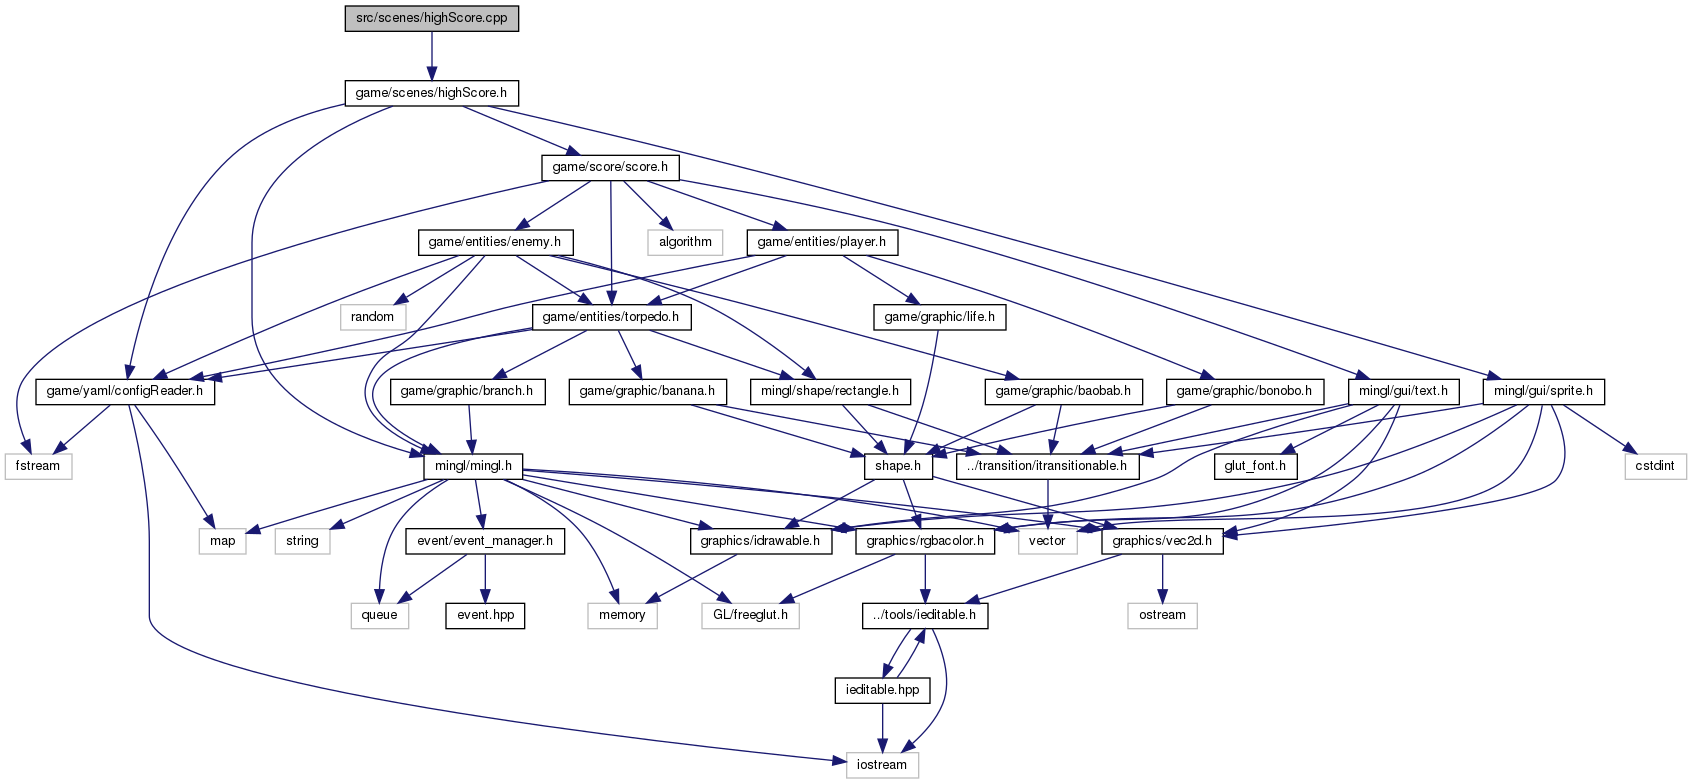 src/scenes/highScore.cpp
game/scenes/highScore.h
game/score/score.h
game/entities/enemy.h
algorithm
game/entities/player.h
random
game/entities/torpedo.h
game/graphic/life.h
game/yaml/configReader.h
game/graphic/branch.h
game/graphic/banana.h
mingl/shape/rectangle.h
game/graphic/baobab.h
game/graphic/bonobo.h
mingl/gui/text.h
mingl/gui/sprite.h
fstream
mingl/mingl.h
shape.h
../transition/itransitionable.h
glut_font.h
cstdint
map
string
event/event_manager.h
graphics/idrawable.h
graphics/rgbacolor.h
vector
graphics/vec2d.h
queue
event.hpp
memory
GL/freeglut.h
../tools/ieditable.h
ostream
ieditable.hpp
iostream